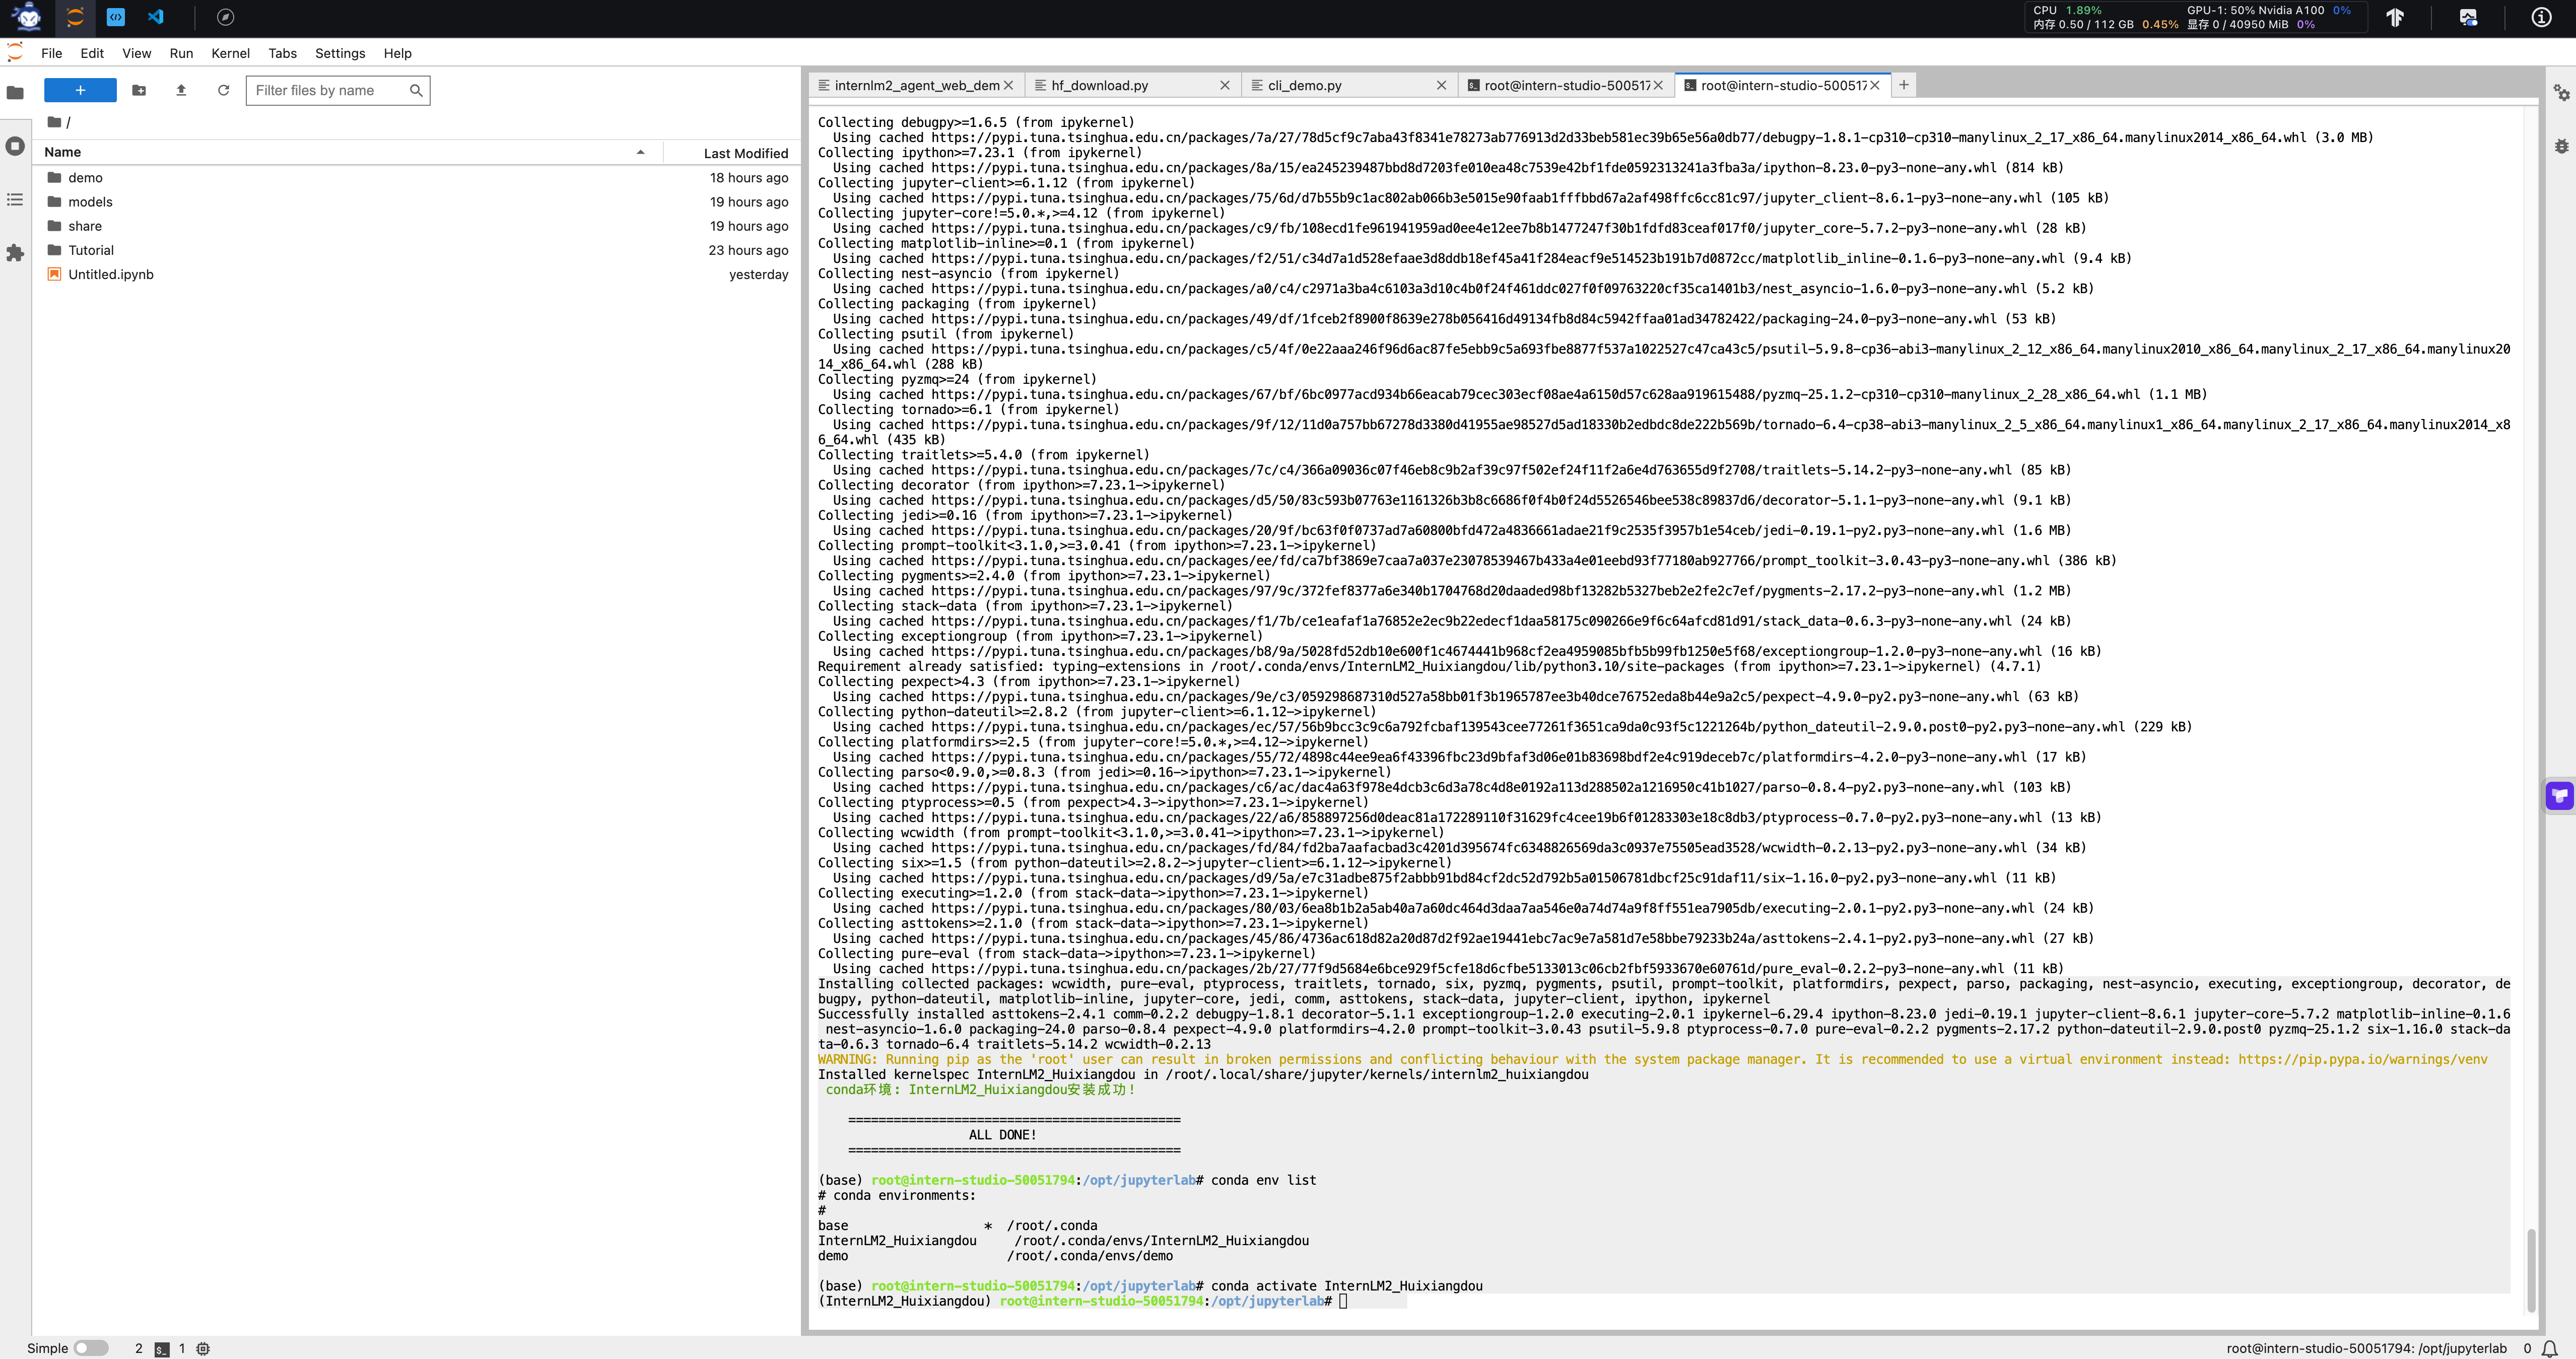 CPU 1.89%
GPU-1: 50% Nvidia A100 0%
内存 0.50 / 112 GB 0.45%
显存 0 / 40950 MiB 0%
File Edit View Run Kernel Tabs Settings Help
Filter files by name
/
Name Last Modified
demo 18 hours ago
models 19 hours ago
share 19 hours ago
Tutorial 23 hours ago
Untitled.ipynb yesterday
internlm2_agent_web_dem
hf_download.py
cli_demo.py
root@intern-studio-500517
root@intern-studio-500517
Collecting debugpy>=1.6.5 (from ipykernel)
  Using cached https://pypi.tuna.tsinghua.edu.cn/packages/7a/27/78d5cf9c7aba43f8341e78273ab776913d2d33beb581ec39b65e56a0db77/debugpy-1.8.1-cp310-cp310-manylinux_2_17_x86_64.manylinux2014_x86_64.whl (3.0 MB)
Collecting ipython>=7.23.1 (from ipykernel)
  Using cached https://pypi.tuna.tsinghua.edu.cn/packages/8a/15/ea245239487bbd8d7203fe010ea48c7539e42bf1fde0592313241a3fba3a/ipython-8.23.0-py3-none-any.whl (814 kB)
Collecting jupyter-client>=6.1.12 (from ipykernel)
  Using cached https://pypi.tuna.tsinghua.edu.cn/packages/75/6d/d7b55b9c1ac802ab066b3e5015e90faab1fffbbd67a2af498ffc6cc81c97/jupyter_client-8.6.1-py3-none-any.whl (105 kB)
Collecting jupyter-core!=5.0.*,>=4.12 (from ipykernel)
  Using cached https://pypi.tuna.tsinghua.edu.cn/packages/c9/fb/108ecd1fe961941959ad0ee4e12ee7b8b1477247f30b1fdfd83ceaf017f0/jupyter_core-5.7.2-py3-none-any.whl (28 kB)
Collecting matplotlib-inline>=0.1 (from ipykernel)
  Using cached https://pypi.tuna.tsinghua.edu.cn/packages/f2/51/c34d7a1d528efaae3d8ddb18ef45a41f284eacf9e514523b191b7d0872cc/matplotlib_inline-0.1.6-py3-none-any.whl (9.4 kB)
Collecting nest-asyncio (from ipykernel)
  Using cached https://pypi.tuna.tsinghua.edu.cn/packages/a0/c4/c2971a3ba4c6103a3d10c4b0f24f461ddc027f0f09763220cf35ca1401b3/nest_asyncio-1.6.0-py3-none-any.whl (5.2 kB)
Collecting packaging (from ipykernel)
  Using cached https://pypi.tuna.tsinghua.edu.cn/packages/49/df/1fceb2f8900f8639e278b056416d49134fb8d84c5942ffaa01ad34782422/packaging-24.0-py3-none-any.whl (53 kB)
Collecting psutil (from ipykernel)
  Using cached https://pypi.tuna.tsinghua.edu.cn/packages/c5/4f/0e22aaa246f96d6ac87fe5ebb9c5a693fbe8877f537a1022527c47ca43c5/psutil-5.9.8-cp36-abi3-manylinux_2_12_x86_64.manylinux2010_x86_64.manylinux_2_17_x86_64.manylinux20
14_x86_64.whl (288 kB)
Collecting pyzmq>=24 (from ipykernel)
  Using cached https://pypi.tuna.tsinghua.edu.cn/packages/67/bf/6bc0977acd934b66eacab79cec303ecf08ae4a6150d57c628aa919615488/pyzmq-25.1.2-cp310-cp310-manylinux_2_28_x86_64.whl (1.1 MB)
Collecting tornado>=6.1 (from ipykernel)
  Using cached https://pypi.tuna.tsinghua.edu.cn/packages/9f/12/11d0a757bb67278d3380d41955ae98527d5ad18330b2edbdc8de222b569b/tornado-6.4-cp38-abi3-manylinux_2_5_x86_64.manylinux1_x86_64.manylinux_2_17_x86_64.manylinux2014_x8
6_64.whl (435 kB)
Collecting traitlets>=5.4.0 (from ipykernel)
  Using cached https://pypi.tuna.tsinghua.edu.cn/packages/7c/c4/366a09036c07f46eb8c9b2af39c97f502ef24f11f2a6e4d763655d9f2708/traitlets-5.14.2-py3-none-any.whl (85 kB)
Collecting decorator (from ipython>=7.23.1->ipykernel)
  Using cached https://pypi.tuna.tsinghua.edu.cn/packages/d5/50/83c593b07763e1161326b3b8c6686f0f4b0f24d5526546bee538c89837d6/decorator-5.1.1-py3-none-any.whl (9.1 kB)
Collecting jedi>=0.16 (from ipython>=7.23.1->ipykernel)
  Using cached https://pypi.tuna.tsinghua.edu.cn/packages/20/9f/bc63f0f0737ad7a60800bfd472a4836661adae21f9c2535f3957b1e54ceb/jedi-0.19.1-py2.py3-none-any.whl (1.6 MB)
Collecting prompt-toolkit<3.1.0,>=3.0.41 (from ipython>=7.23.1->ipykernel)
  Using cached https://pypi.tuna.tsinghua.edu.cn/packages/ee/fd/ca7bf3869e7caa7a037e23078539467b433a4e01eebd93f77180ab927766/prompt_toolkit-3.0.43-py3-none-any.whl (386 kB)
Collecting pygments>=2.4.0 (from ipython>=7.23.1->ipykernel)
  Using cached https://pypi.tuna.tsinghua.edu.cn/packages/97/9c/372fef8377a6e340b1704768d20daaded98bf13282b5327beb2e2fe2c7ef/pygments-2.17.2-py3-none-any.whl (1.2 MB)
Collecting stack-data (from ipython>=7.23.1->ipykernel)
  Using cached https://pypi.tuna.tsinghua.edu.cn/packages/f1/7b/ce1eafaf1a76852e2ec9b22edecf1daa58175c090266e9f6c64afcd81d91/stack_data-0.6.3-py3-none-any.whl (24 kB)
Collecting exceptiongroup (from ipython>=7.23.1->ipykernel)
  Using cached https://pypi.tuna.tsinghua.edu.cn/packages/b8/9a/5028fd52db10e600f1c4674441b968cf2ea4959085bfb5b99fb1250e5f68/exceptiongroup-1.2.0-py3-none-any.whl (16 kB)
Requirement already satisfied: typing-extensions in /root/.conda/envs/InternLM2_Huixiangdou/lib/python3.10/site-packages (from ipython>=7.23.1->ipykernel) (4.7.1)
Collecting pexpect>4.3 (from ipython>=7.23.1->ipykernel)
  Using cached https://pypi.tuna.tsinghua.edu.cn/packages/9e/c3/059298687310d527a58bb01f3b1965787ee3b40dce76752eda8b44e9a2c5/pexpect-4.9.0-py2.py3-none-any.whl (63 kB)
Collecting python-dateutil>=2.8.2 (from jupyter-client>=6.1.12->ipykernel)
  Using cached https://pypi.tuna.tsinghua.edu.cn/packages/ec/57/56b9bcc3c9c6a792fcbaf139543cee77261f3651ca9da0c93f5c1221264b/python_dateutil-2.9.0.post0-py2.py3-none-any.whl (229 kB)
Collecting platformdirs>=2.5 (from jupyter-core!=5.0.*,>=4.12->ipykernel)
  Using cached https://pypi.tuna.tsinghua.edu.cn/packages/55/72/4898c44ee9ea6f43396fbc23d9bfaf3d06e01b83698bdf2e4c919deceb7c/platformdirs-4.2.0-py3-none-any.whl (17 kB)
Collecting parso<0.9.0,>=0.8.3 (from jedi>=0.16->ipython>=7.23.1->ipykernel)
  Using cached https://pypi.tuna.tsinghua.edu.cn/packages/c6/ac/dac4a63f978e4dcb3c6d3a78c4d8e0192a113d288502a1216950c41b1027/parso-0.8.4-py2.py3-none-any.whl (103 kB)
Collecting ptyprocess>=0.5 (from pexpect>4.3->ipython>=7.23.1->ipykernel)
  Using cached https://pypi.tuna.tsinghua.edu.cn/packages/22/a6/858897256d0deac81a172289110f31629fc4cee19b6f01283303e18c8db3/ptyprocess-0.7.0-py2.py3-none-any.whl (13 kB)
Collecting wcwidth (from prompt-toolkit<3.1.0,>=3.0.41->ipython>=7.23.1->ipykernel)
  Using cached https://pypi.tuna.tsinghua.edu.cn/packages/fd/84/fd2ba7aafacbad3c4201d395674fc6348826569da3c0937e75505ead3528/wcwidth-0.2.13-py2.py3-none-any.whl (34 kB)
Collecting six>=1.5 (from python-dateutil>=2.8.2->jupyter-client>=6.1.12->ipykernel)
  Using cached https://pypi.tuna.tsinghua.edu.cn/packages/d9/5a/e7c31adbe875f2abbb91bd84cf2dc52d792b5a01506781dbcf25c91daf11/six-1.16.0-py2.py3-none-any.whl (11 kB)
Collecting executing>=1.2.0 (from stack-data->ipython>=7.23.1->ipykernel)
  Using cached https://pypi.tuna.tsinghua.edu.cn/packages/80/03/6ea8b1b2a5ab40a7a60dc464d3daa7aa546e0a74d74a9f8ff551ea7905db/executing-2.0.1-py2.py3-none-any.whl (24 kB)
Collecting asttokens>=2.1.0 (from stack-data->ipython>=7.23.1->ipykernel)
  Using cached https://pypi.tuna.tsinghua.edu.cn/packages/45/86/4736ac618d82a20d87d2f92ae19441ebc7ac9e7a581d7e58bbe79233b24a/asttokens-2.4.1-py2.py3-none-any.whl (27 kB)
Collecting pure-eval (from stack-data->ipython>=7.23.1->ipykernel)
  Using cached https://pypi.tuna.tsinghua.edu.cn/packages/2b/27/77f9d5684e6bce929f5cfe18d6cfbe5133013c06cb2fbf5933670e60761d/pure_eval-0.2.2-py3-none-any.whl (11 kB)
Installing collected packages: wcwidth, pure-eval, ptyprocess, traitlets, tornado, six, pyzmq, pygments, psutil, prompt-toolkit, platformdirs, pexpect, parso, packaging, nest-asyncio, executing, exceptiongroup, decorator, de
bugpy, python-dateutil, matplotlib-inline, jupyter-core, jedi, comm, asttokens, stack-data, jupyter-client, ipython, ipykernel
Successfully installed asttokens-2.4.1 comm-0.2.2 debugpy-1.8.1 decorator-5.1.1 exceptiongroup-1.2.0 executing-2.0.1 ipykernel-6.29.4 ipython-8.23.0 jedi-0.19.1 jupyter-client-8.6.1 jupyter-core-5.7.2 matplotlib-inline-0.1.6
 nest-asyncio-1.6.0 packaging-24.0 parso-0.8.4 pexpect-4.9.0 platformdirs-4.2.0 prompt-toolkit-3.0.43 psutil-5.9.8 ptyprocess-0.7.0 pure-eval-0.2.2 pygments-2.17.2 python-dateutil-2.9.0.post0 pyzmq-25.1.2 six-1.16.0 stack-da
ta-0.6.3 tornado-6.4 traitlets-5.14.2 wcwidth-0.2.13
WARNING: Running pip as the 'root' user can result in broken permissions and conflicting behaviour with the system package manager. It is recommended to use a virtual environment instead: https://pip.pypa.io/warnings/venv
Installed kernelspec InternLM2_Huixiangdou in /root/.local/share/jupyter/kernels/internlm2_huixiangdou
 conda环境: InternLM2_Huixiangdou安装成功!
============================================
ALL DONE!
============================================
(base) root@intern-studio-50051794:/opt/jupyterlab# conda env list
# conda environments:
#
base                  *  /root/.conda
InternLM2_Huixiangdou     /root/.conda/envs/InternLM2_Huixiangdou
demo                     /root/.conda/envs/demo
(base) root@intern-studio-50051794:/opt/jupyterlab# conda activate InternLM2_Huixiangdou
(InternLM2_Huixiangdou) root@intern-studio-50051794:/opt/jupyterlab#
Simple 2 1
root@intern-studio-50051794: /opt/jupyterlab 0